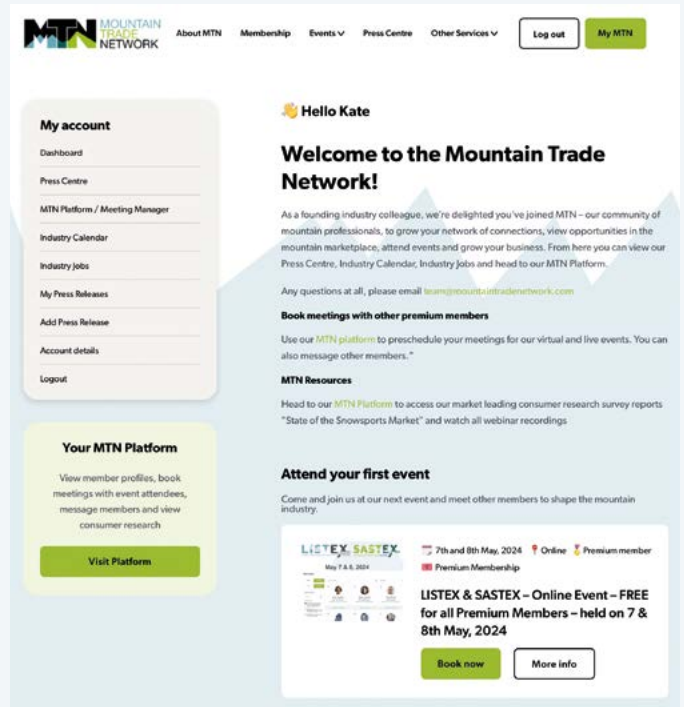 MTN MOUNTAIN TRADE NETWORK
About MTN Membership Events Press Centre Other Services Log out My MTN
My account
Dashboard
Press Centre
MTN Platform / Meeting Manager
Industry Calendar
Industry Jobs
My Press Releases
Add Press Release
Account details
Logout
Your MTN Platform
View member profiles, book
meetings with event attendees,
message members and view
consumer research
Visit Platform
Hello Kate
Welcome to the Mountain Trade
Network!
As a founding industry colleague, we're delighted you've joined MTN – our community of
mountain professionals, to grow your network of connections, view opportunities in the
mountain marketplace, attend events and grow your business. From here you can view our
Press Centre, Industry Calendar, Industry Jobs and head to our MTN Platform.
Any questions at all, please email team@mountaintradenetwork.com
Book meetings with other premium members
Use our MTN platform to preschedule your meetings for our virtual and live events. You can
also message other members."
MTN Resources
Head to our MTN Platform to access our market leading consumer research survey reports
"State of the Snowsports Market" and watch all webinar recordings
Attend your first event
Come and join us at our next event and meet other members to shape the mountain
industry.
LISTEX SASTEX
May 7 & 8, 2024
7th and 8th May, 2024 Online Premium member
Premium Membership
LISTEX & SASTEX – Online Event – FREE
for all Premium Members – held on 7 &
8th May, 2024
Book now More info